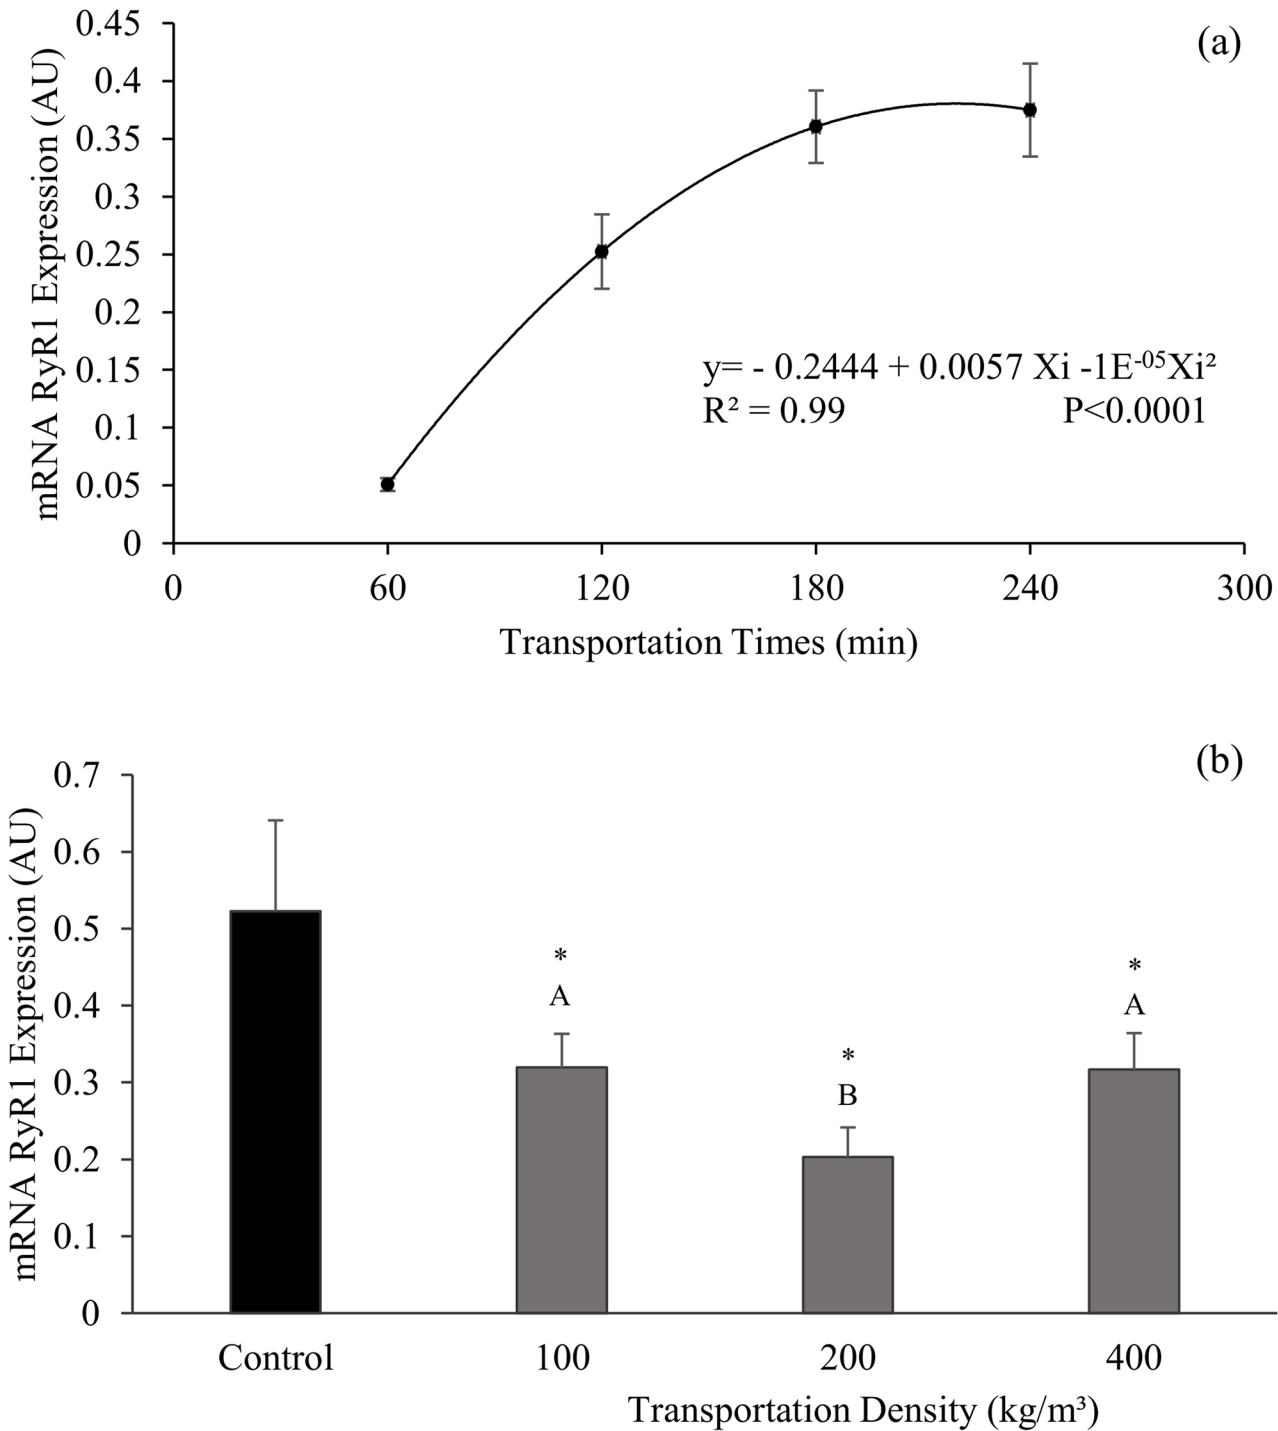 (a)
mRNA RyR1 Expression (AU)
0.45
0.4
0.35
0.3
0.25
0.2
0.15
0.1
0.05
0
y= - 0.2444 + 0.0057 Xi -1E⁻⁰⁵Xi²
R² = 0.99 P<0.0001
0 60 120 180 240 300
Transportation Times (min)
(b)
mRNA RyR1 Expression (AU)
0.7
0.6
0.5
0.4
0.3
0.2
0.1
0
*
A
*
B
*
A
Control 100 200 400
Transportation Density (kg/m³)